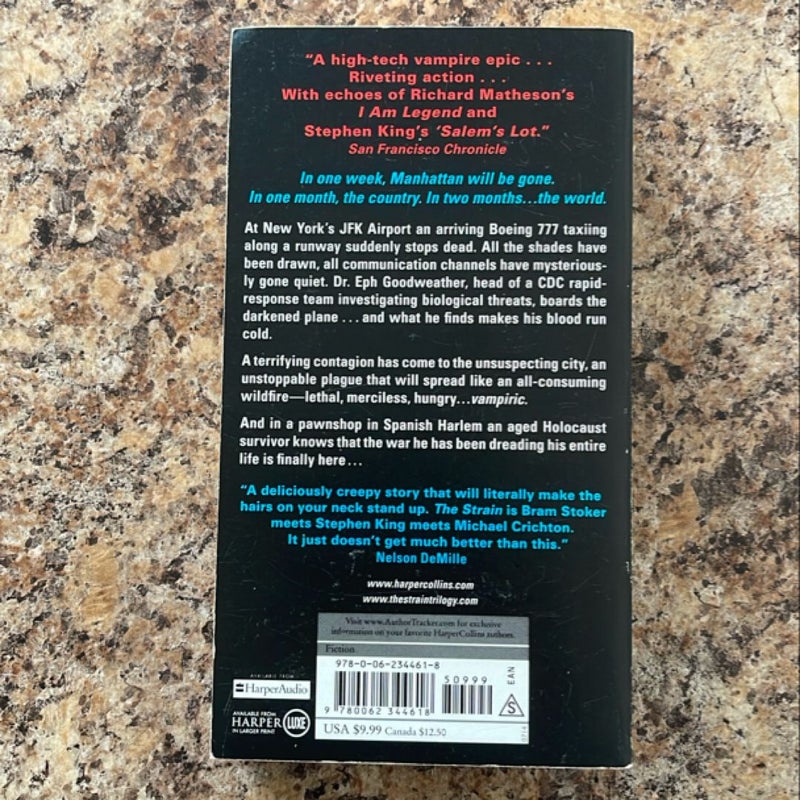 “A high-tech vampire epic . . .
Riveting action . . .
With echoes of Richard Matheson’s
I Am Legend and
Stephen King’s ‘Salem’s Lot.”
San Francisco Chronicle
In one week, Manhattan will be gone.
In one month, the country. In two months...the world.
At New York’s JFK Airport an arriving Boeing 777 taxiing
along a runway suddenly stops dead. All the shades have
been drawn, all communication channels have mysterious-
ly gone quiet. Dr. Eph Goodweather, head of a CDC rapid-
response team investigating biological threats, boards the
darkened plane . . . and what he finds makes his blood run
cold.
A terrifying contagion has come to the unsuspecting city, an
unstoppable plague that will spread like an all-consuming
wildfire—lethal, merciless, hungry...vampiric.
And in a pawnshop in Spanish Harlem an aged Holocaust
survivor knows that the war he has been dreading his entire
life is finally here . . .
“A deliciously creepy story that will literally make the
hairs on your neck stand up. The Strain is Bram Stoker
meets Stephen King meets Michael Crichton.
It just doesn’t get much better than this.”
Nelson DeMille
www.harpercollins.com
www.thestraintrilogy.com
Visit www.AuthorTracker.com for exclusive
information on your favorite HarperCollins authors.
Fiction
978-0-06-234461-8
50999
EAN
S
9 780062 344618
USA $9.99 Canada $12.50
0714
AVAILABLE FROM
HarperAudio
AVAILABLE FROM
HARPER LUXE
IN LARGER PRINT